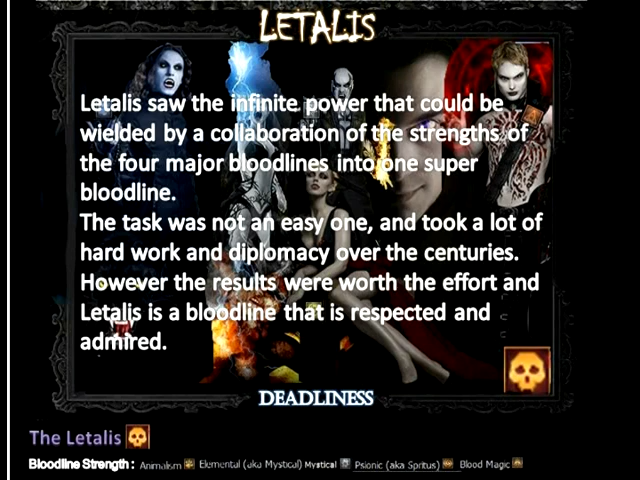 LETALIS
Letalis saw the infinite power that could be
wielded by a collaboration of the strengths of
the four major bloodlines into one super
bloodline.
The task was not an easy one, and took a lot of
hard work and diplomacy over the centuries.
However the results were worth the effort and
Letalis is a bloodline that is respected and
admired.
DEADLINESS
The Letalis
Bloodline Strength : Animalism Elemental (aka Mystical) Mystical Psionic (aka Spritus) Blood Magic